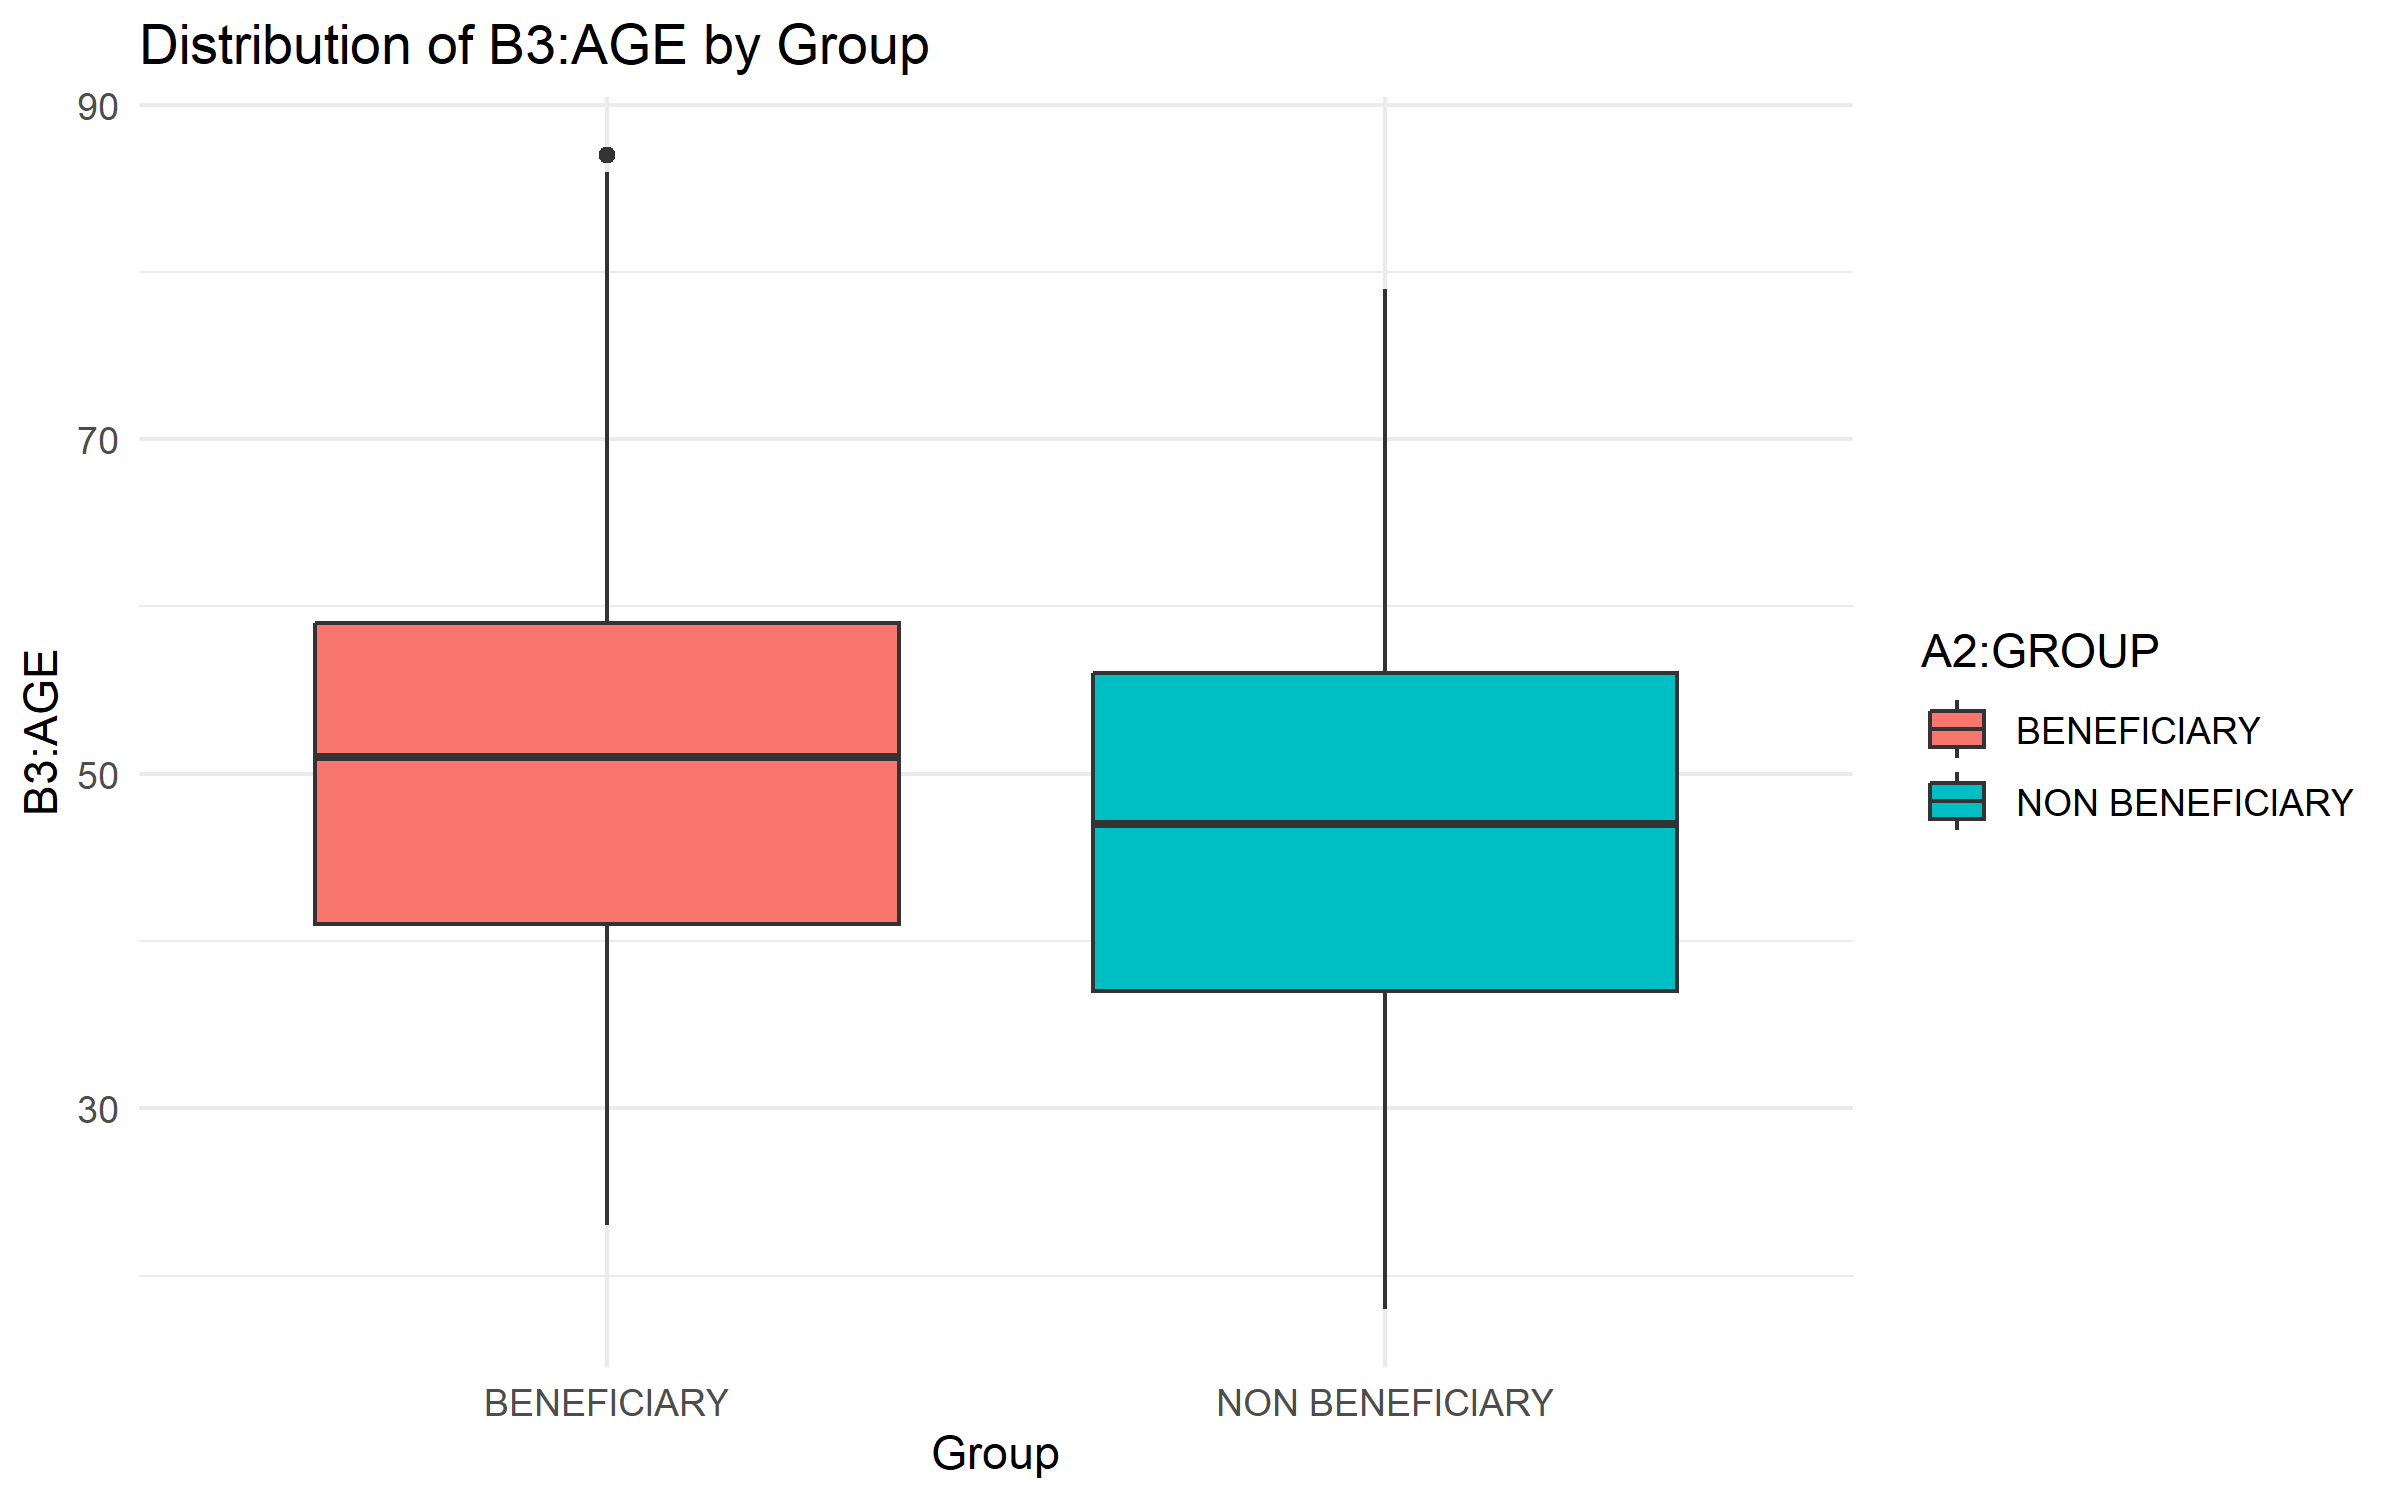 Distribution of B3:AGE by Group
90
70
50
30
B3:AGE
BENEFICIARY
NON BENEFICIARY
Group
A2:GROUP
BENEFICIARY
NON BENEFICIARY